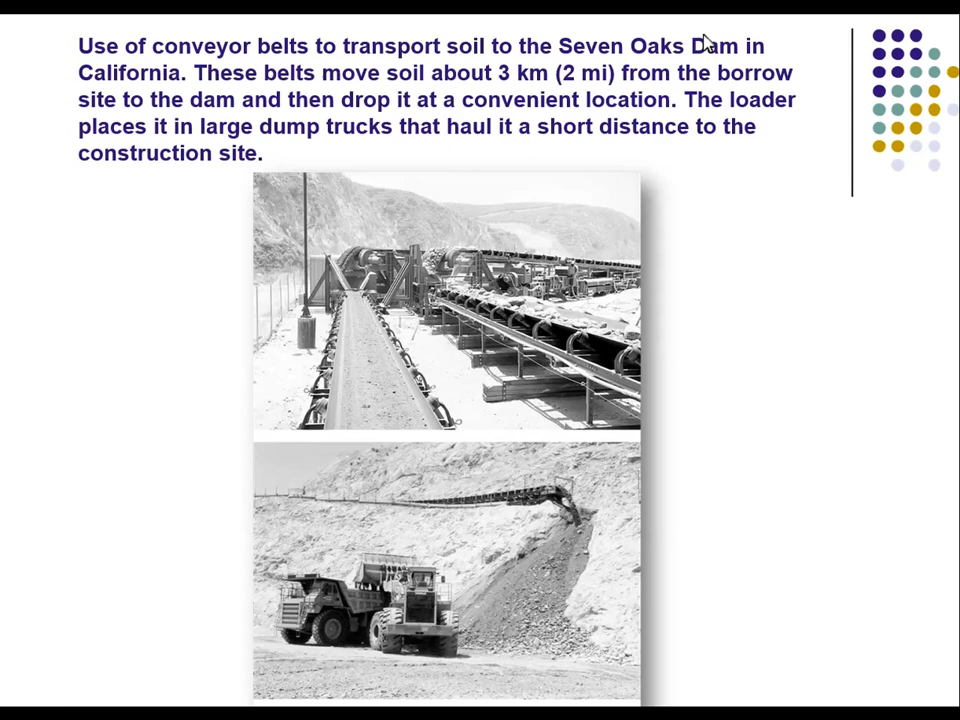 Use of conveyor belts to transport soil to the Seven Oaks Dam in
California. These belts move soil about 3 km (2 mi) from the borrow
site to the dam and then drop it at a convenient location. The loader
places it in large dump trucks that haul it a short distance to the
construction site.